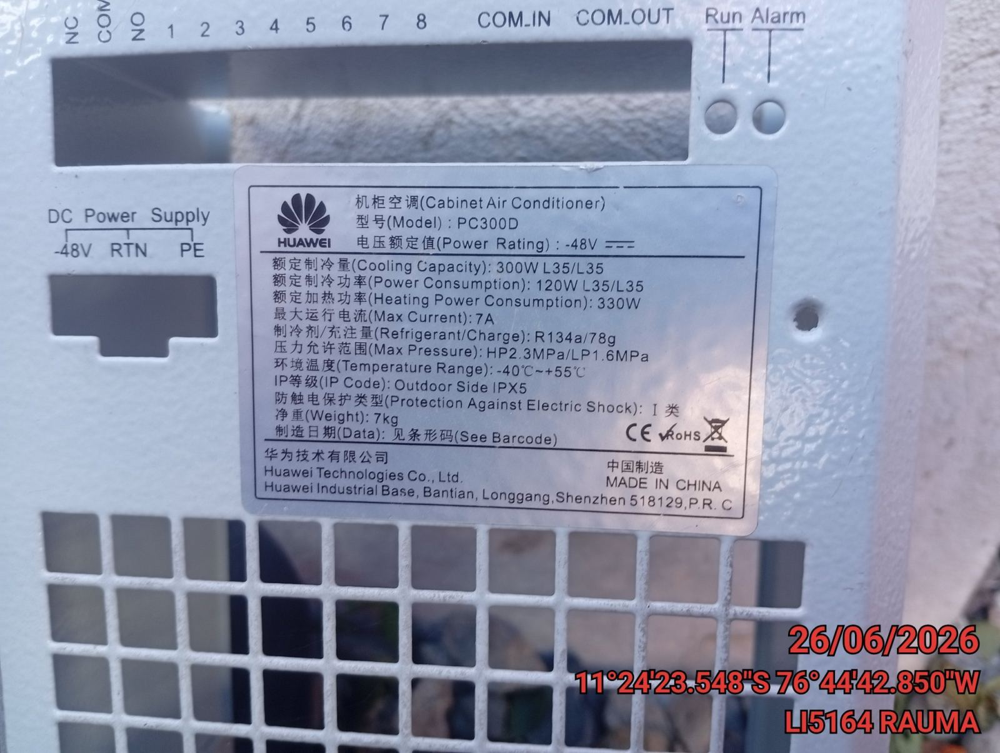 NC COM NO 1 2 3 4 5 6 7 8 COM_IN COM_OUT Run Alarm
DC Power Supply
-48V RTN PE
HUAWEI
机柜空调(Cabinet Air Conditioner)
型号(Model) : PC300D
电压额定值(Power Rating) : -48V
额定制冷量(Cooling Capacity): 300W L35/L35
额定制冷功率(Power Consumption): 120W L35/L35
额定加热功率(Heating Power Consumption): 330W
最大运行电流(Max Current): 7A
制冷剂/充注量(Refrigerant/Charge): R134a/78g
压力允许范围(Max Pressure): HP2.3MPa/LP1.6MPa
环境温度(Temperature Range): -40℃~+55℃
IP等级(IP Code): Outdoor Side IPX5
防触电保护类型(Protection Against Electric Shock): I 类
净重(Weight): 7kg
制造日期(Data): 见条形码(See Barcode)
CE RoHS
华为技术有限公司
Huawei Technologies Co., Ltd.
Huawei Industrial Base, Bantian, Longgang, Shenzhen 518129, P.R. C
中国制造
MADE IN CHINA
26/06/2026
11°24'23.548"S 76°44'42.850"W
LI5164 RAUMA